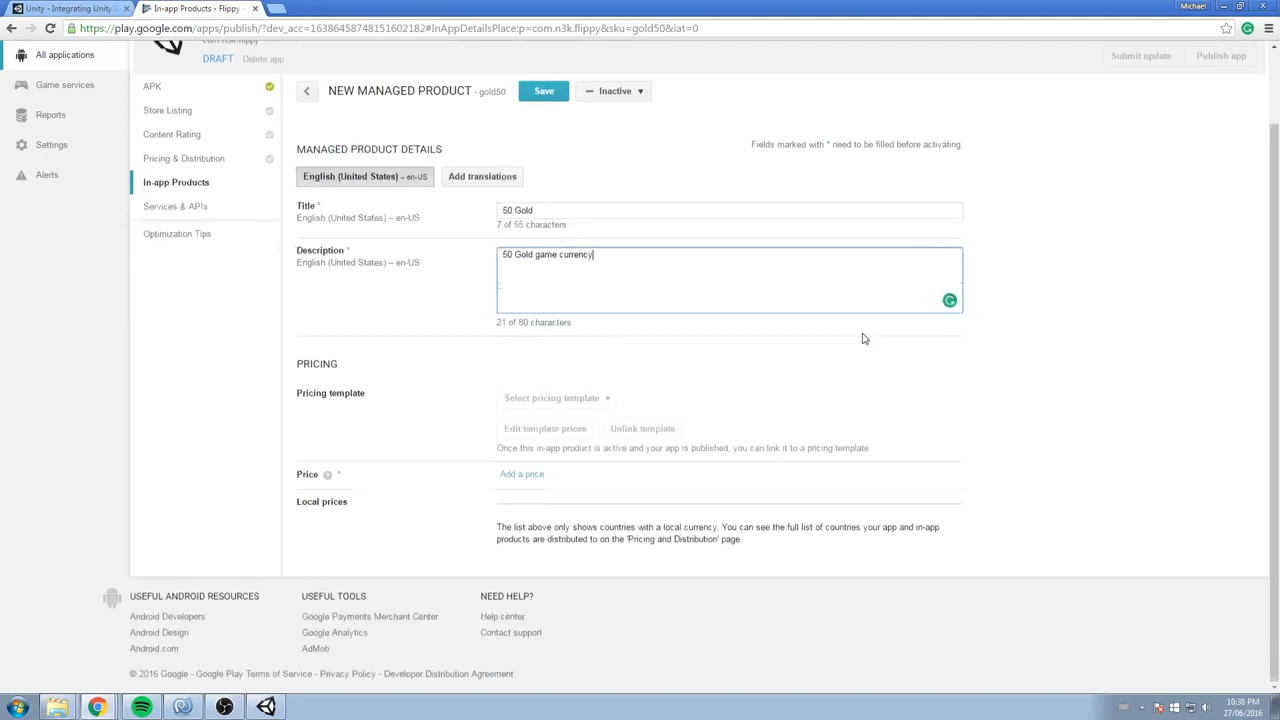 Unity - Integrating Unity
In-app Products - Flippy -
Michael
https://play.google.com/apps/publish/?dev_acc=16386458748151602182#InAppDetailsPlace:p=com.n3k.flippy&sku=gold50&iat=0
All applications
com.n3k.flippy
DRAFT Delete app
Submit update Publish app
Game services
Reports
Settings
Alerts
APK
Store Listing
Content Rating
Pricing & Distribution
In-app Products
Services & APIs
Optimization Tips
NEW MANAGED PRODUCT - gold50 Save Inactive
MANAGED PRODUCT DETAILS
Fields marked with * need to be filled before activating.
English (United States) – en-US Add translations
Title *
English (United States) – en-US
50 Gold
7 of 55 characters
Description *
English (United States) – en-US
50 Gold game currency
21 of 80 characters
PRICING
Pricing template
Select pricing template
Edit template prices Unlink template
Once this in-app product is active and your app is published, you can link it to a pricing template.
Price ? *
Add a price
Local prices
The list above only shows countries with a local currency. You can see the full list of countries your app and in-app
products are distributed to on the 'Pricing and Distribution' page.
USEFUL ANDROID RESOURCES
Android Developers
Android Design
Android.com
USEFUL TOOLS
Google Payments Merchant Center
Google Analytics
AdMob
NEED HELP?
Help center
Contact support
© 2016 Google - Google Play Terms of Service - Privacy Policy - Developer Distribution Agreement
10:38 PM
27/06/2016